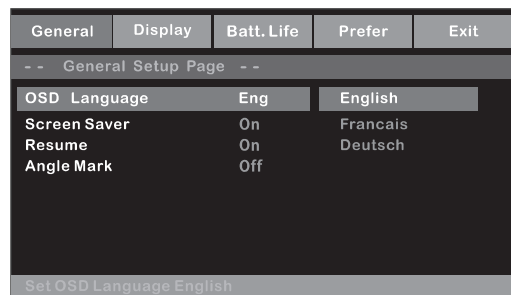 General Display Batt. Life Prefer Exit
-- General Setup Page --
OSD Language Eng English
Screen Saver On Francais
Resume On Deutsch
Angle Mark Off
Set OSD Language English